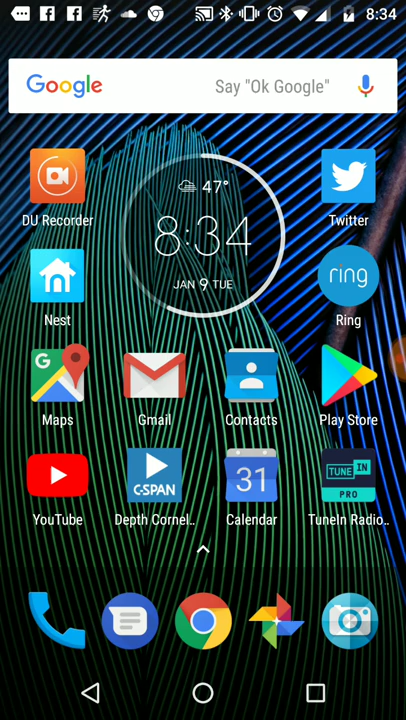 8:34
Google Say "Ok Google"
47°
8:34
JAN 9 TUE
DU Recorder
Twitter
Nest
ring
Ring
G
Maps
Gmail
Contacts
Play Store
C-SPAN
31
TUNE IN
PRO
YouTube
Depth Cornel..
Calendar
TuneIn Radio..